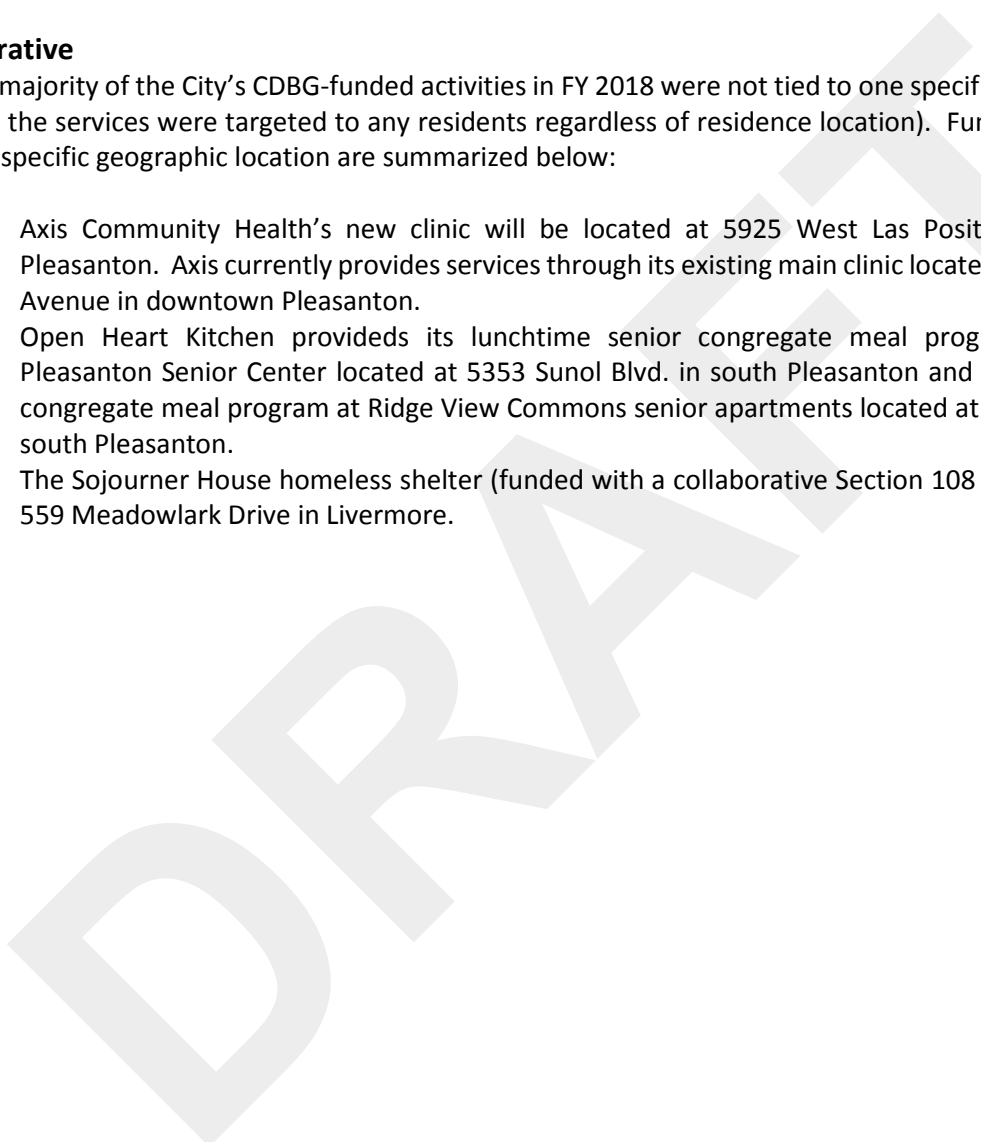 rative
majority of the City's CDBG-funded activities in FY 2018 were not tied to one specif
the services were targeted to any residents regardless of residence location). Fur
specific geographic location are summarized below:
Axis Community Health's new clinic will be located at 5925 West Las Posit
Pleasanton. Axis currently provides services through its existing main clinic locate
Avenue in downtown Pleasanton.
Open Heart Kitchen provideds its lunchtime senior congregate meal prog
Pleasanton Senior Center located at 5353 Sunol Blvd. in south Pleasanton and
congregate meal program at Ridge View Commons senior apartments located at
south Pleasanton.
The Sojourner House homeless shelter (funded with a collaborative Section 108
559 Meadowlark Drive in Livermore.
DRAFT